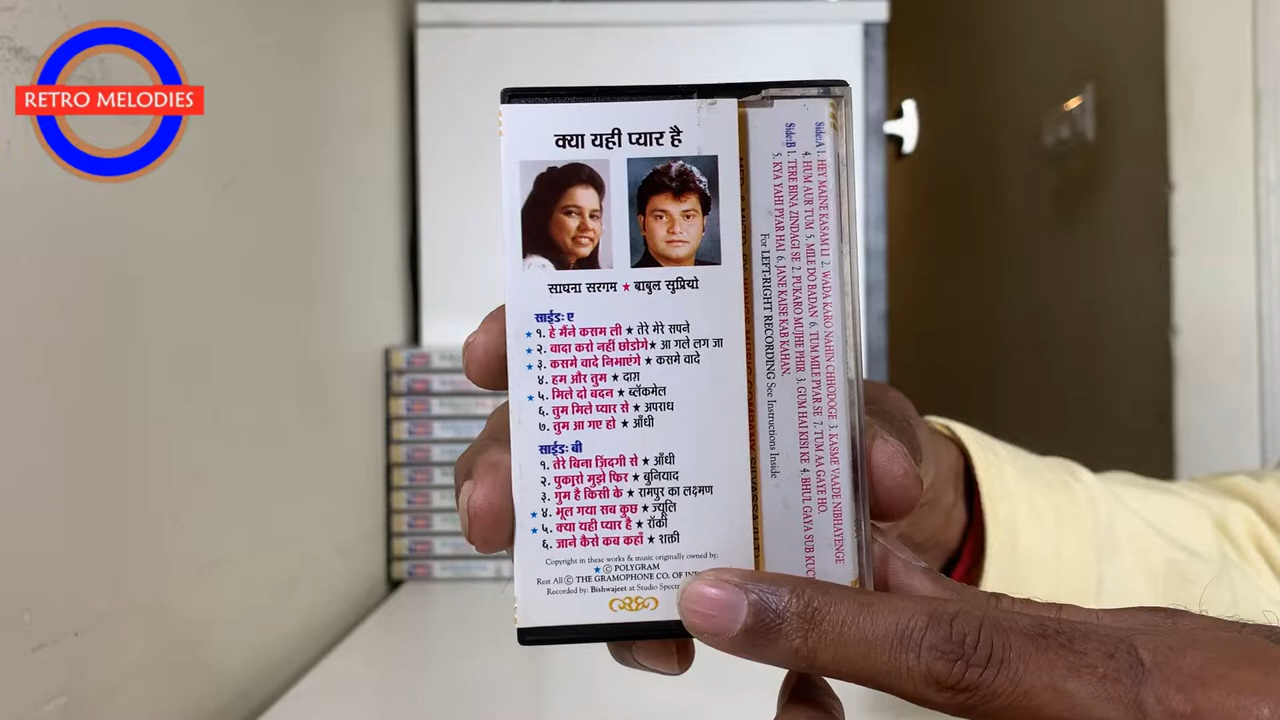 RETRO MELODIES
क्या यही प्यार है
साधना सरगम ★ बाबुल सुप्रियो
साईडः ए
★ १. हे मैंने कसम ली ★ तेरे मेरे सपने
★ २. वादा करो नहीं छोडोगे ★ आ गले लग जा
★ ३. कसमे वादे निभाएंगे ★ कसमे वादे
४. हम और तुम ★ दाग़
★ ५. मिले दो बदन ★ ब्लॅकमेल
६. तुम मिले प्यार से ★ अपराध
७. तुम आ गए हो ★ आँधी
साईडः बी
१. तेरे बिना ज़िंदगी से ★ आँधी
२. पुकारो मुझे फिर ★ बुनियाद
३. गुम है किसी के ★ रामपुर का लक्ष्मण
★ ४. भूल गया सब कुछ ★ ज्यूलि
★ ५. क्या यही प्यार है ★ रॉकी
६. जाने कैसे कब कहाँ ★ शक्ती
Copyright in these works & music originally owned by:
★ © POLYGRAM
Rest All © THE GRAMOPHONE CO. OF
Recorded by: Bishwajeet at Studio
Side:A 1. HEY MAINE KASAM LI 2. WADA KARO NAHIN CHHODOGE 3. KASME VAADE NIBHAYENGE
4. HUM AUR TUM 5. MILE DO BADAN 6. TUM MILE PYAR SE 7. TUM AA GAYE HO.
Side:B 1. TERE BINA ZINDAGI SE 2. PUKARO MUJHE PHIR 3. GUM HAI KISI KE 4. BHUL GAYA SUB
5. KYA YAHI PYAR HAI 6. JANE KAISE KAB KAHAN.
For LEFT-RIGHT RECORDING See Instructions Inside